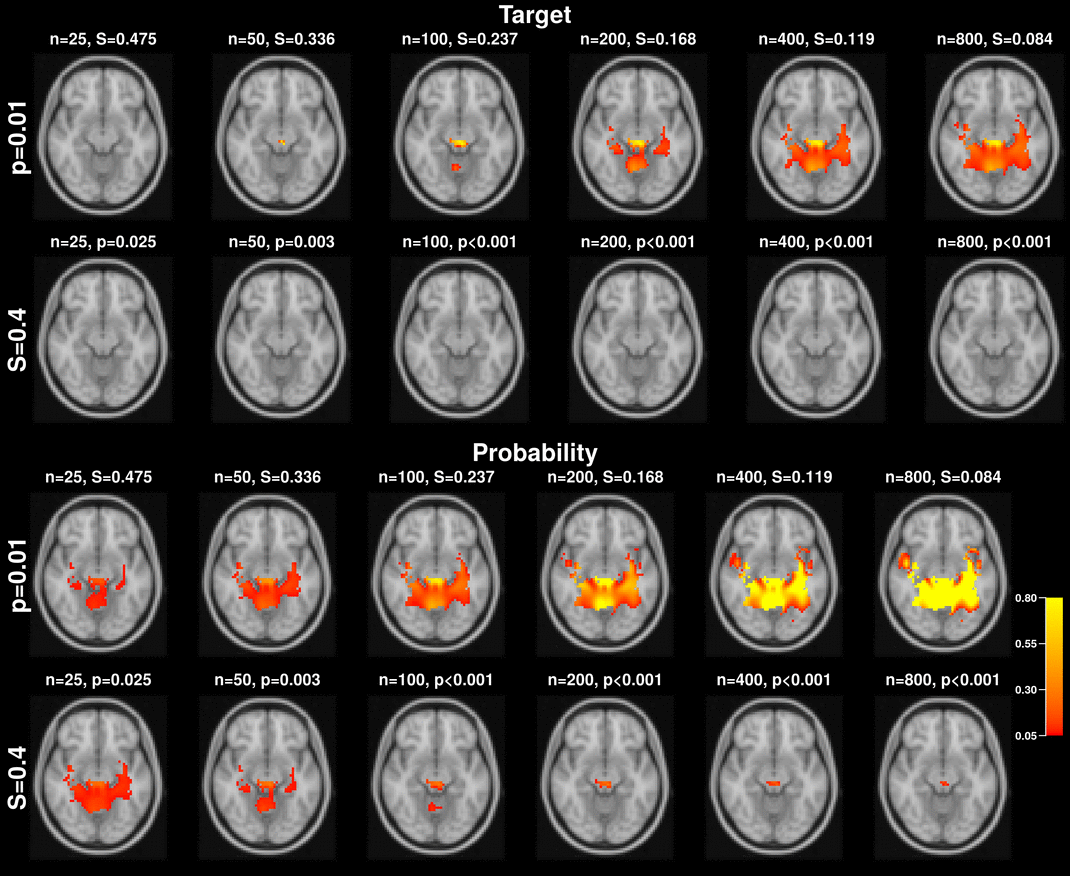 Target
n=25, S=0.475 n=50, S=0.336 n=100, S=0.237 n=200, S=0.168 n=400, S=0.119 n=800, S=0.084
p=0.01
n=25, p=0.025 n=50, p=0.003 n=100, p<0.001 n=200, p<0.001 n=400, p<0.001 n=800, p<0.001
S=0.4
Probability
n=25, S=0.475 n=50, S=0.336 n=100, S=0.237 n=200, S=0.168 n=400, S=0.119 n=800, S=0.084
p=0.01
0.80
0.55
0.30
0.05
n=25, p=0.025 n=50, p=0.003 n=100, p<0.001 n=200, p<0.001 n=400, p<0.001 n=800, p<0.001
S=0.4